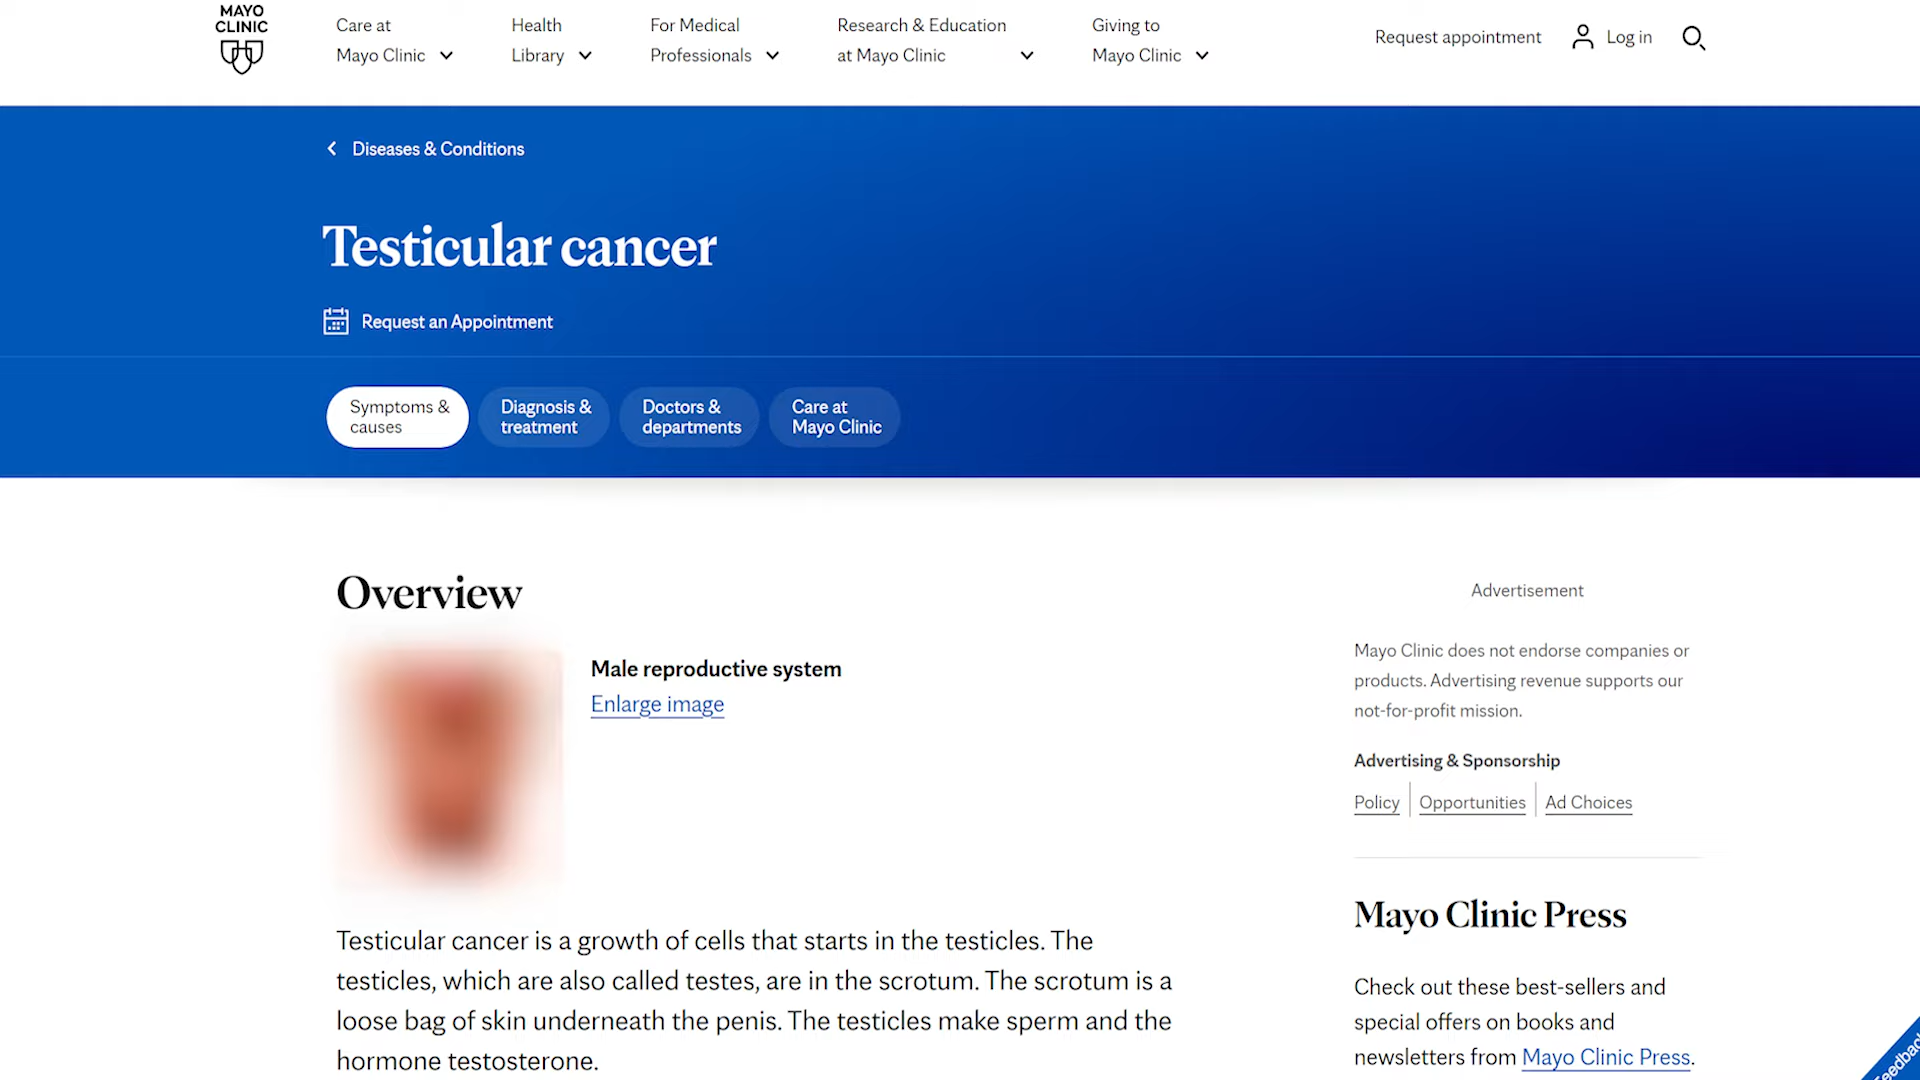 MAYO
CLINIC
Care at
Mayo Clinic
Health
Library
For Medical
Professionals
Research & Education
at Mayo Clinic
Giving to
Mayo Clinic
Request appointment
Log in
Diseases & Conditions
Testicular cancer
Request an Appointment
Symptoms &
causes
Diagnosis &
treatment
Doctors &
departments
Care at
Mayo Clinic
Overview
Male reproductive system
Enlarge image
Testicular cancer is a growth of cells that starts in the testicles. The
testicles, which are also called testes, are in the scrotum. The scrotum is a
loose bag of skin underneath the penis. The testicles make sperm and the
hormone testosterone.
Advertisement
Mayo Clinic does not endorse companies or
products. Advertising revenue supports our
not-for-profit mission.
Advertising & Sponsorship
Policy
Opportunities
Ad Choices
Mayo Clinic Press
Check out these best-sellers and
special offers on books and
newsletters from Mayo Clinic Press.